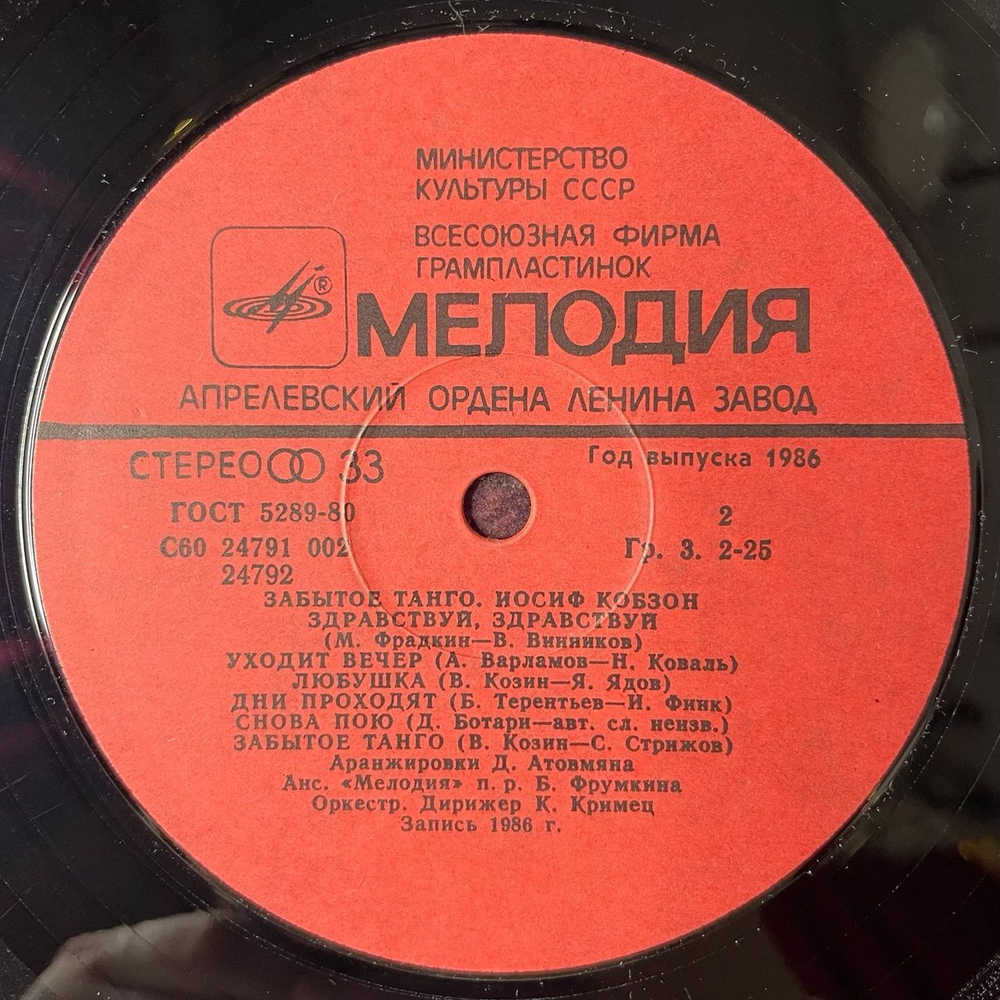 МИНИСТЕРСТВО
КУЛЬТУРЫ СССР
ВСЕСОЮЗНАЯ ФИРМА
ГРАМПЛАСТИНОК
®
МЕЛОДИЯ
АПРЕЛЕВСКИЙ ОРДЕНА ЛЕНИНА ЗАВОД
СТЕРЕО 33
Год выпуска 1986
ГОСТ 5289-80
2
С60 24791 002
Гр. 3. 2-25
24792
ЗАБЫТОЕ ТАНГО. ИОСИФ КОБЗОН
ЗДРАВСТВУЙ, ЗДРАВСТВУЙ
(М. Фрадкин—В. Винников)
УХОДИТ ВЕЧЕР (А. Варламов—Н. Коваль)
ЛЮБУШКА (В. Козин—Я. Ядов)
ДНИ ПРОХОДЯТ (Б. Терентьев—И. Финк)
СНОВА ПОЮ (Д. Ботари—авт. сл. неизв.)
ЗАБЫТОЕ ТАНГО (В. Козин—С. Стрижов)
Аранжировки Д. Атовмяна
Анс. «Мелодия» п. р. Б. Фрумкина
Оркестр. Дирижер К. Кримец
Запись 1986 г.